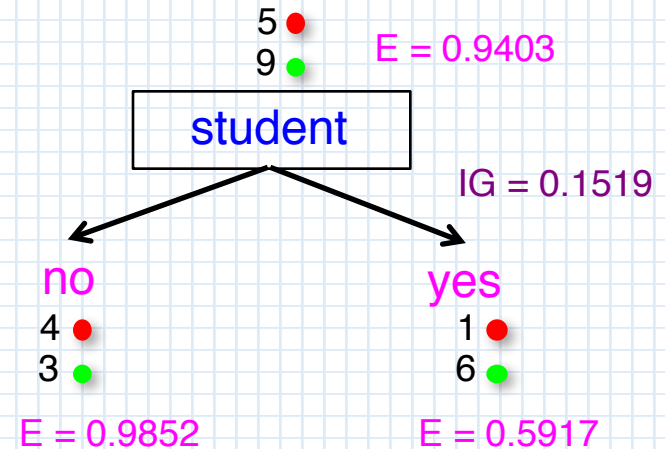 5
9
E = 0.9403
student
IG = 0.1519
no
yes
4
3
1
6
E = 0.9852
E = 0.5917